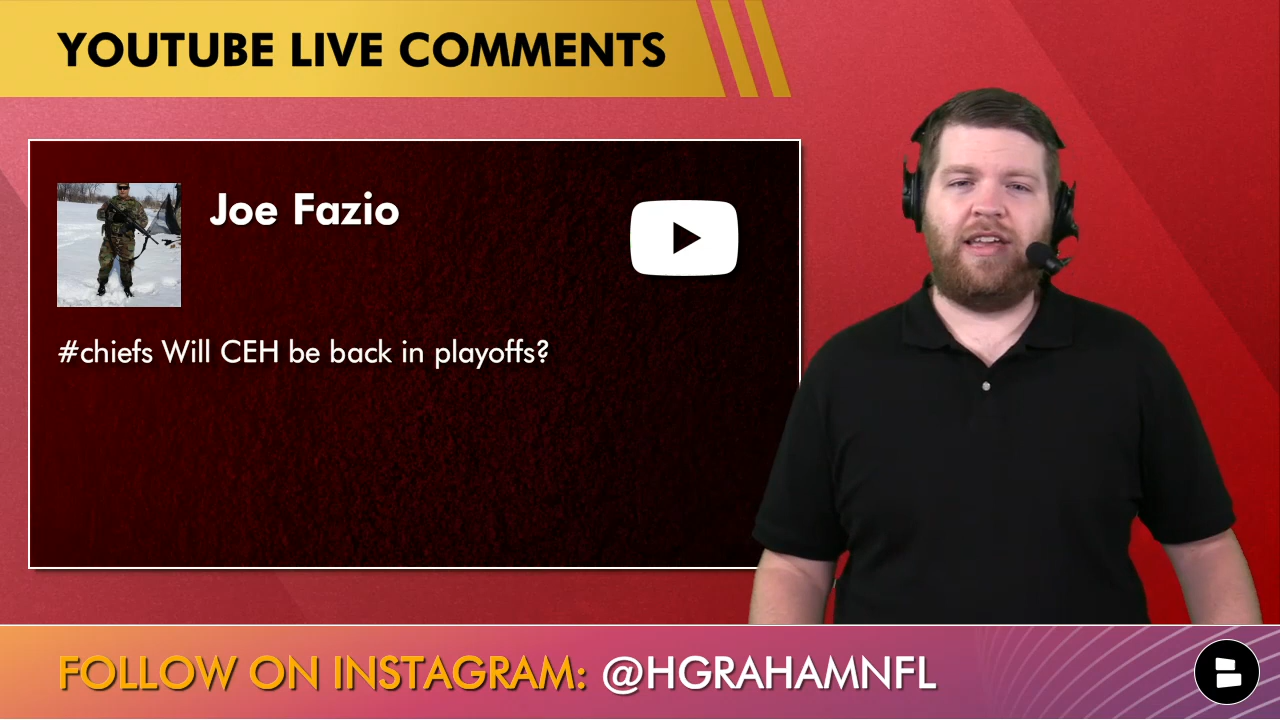 YOUTUBE LIVE COMMENTS
Joe Fazio
#chiefs Will CEH be back in playoffs?
FOLLOW ON INSTAGRAM: @HGRAHAMNFL